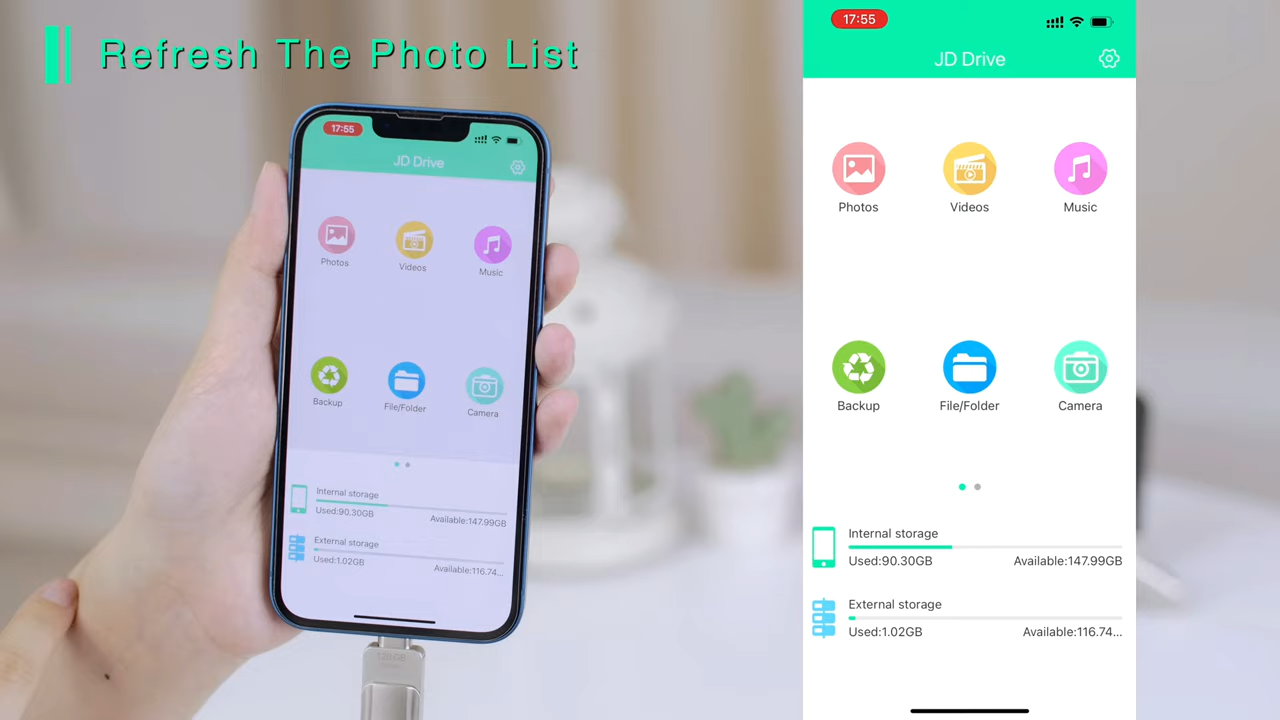 Refresh The Photo List
17:55
JD Drive
Photos
Videos
Music
Backup
File/Folder
Camera
Internal storage
Used:90.30GB
Available:147.99GB
External storage
Used:1.02GB
Available:116.74...
17:55
JD Drive
Photos
Videos
Music
Backup
File/Folder
Camera
Internal storage
Used:90.30GB
Available:147.99GB
External storage
Used:1.02GB
Available:116.74...